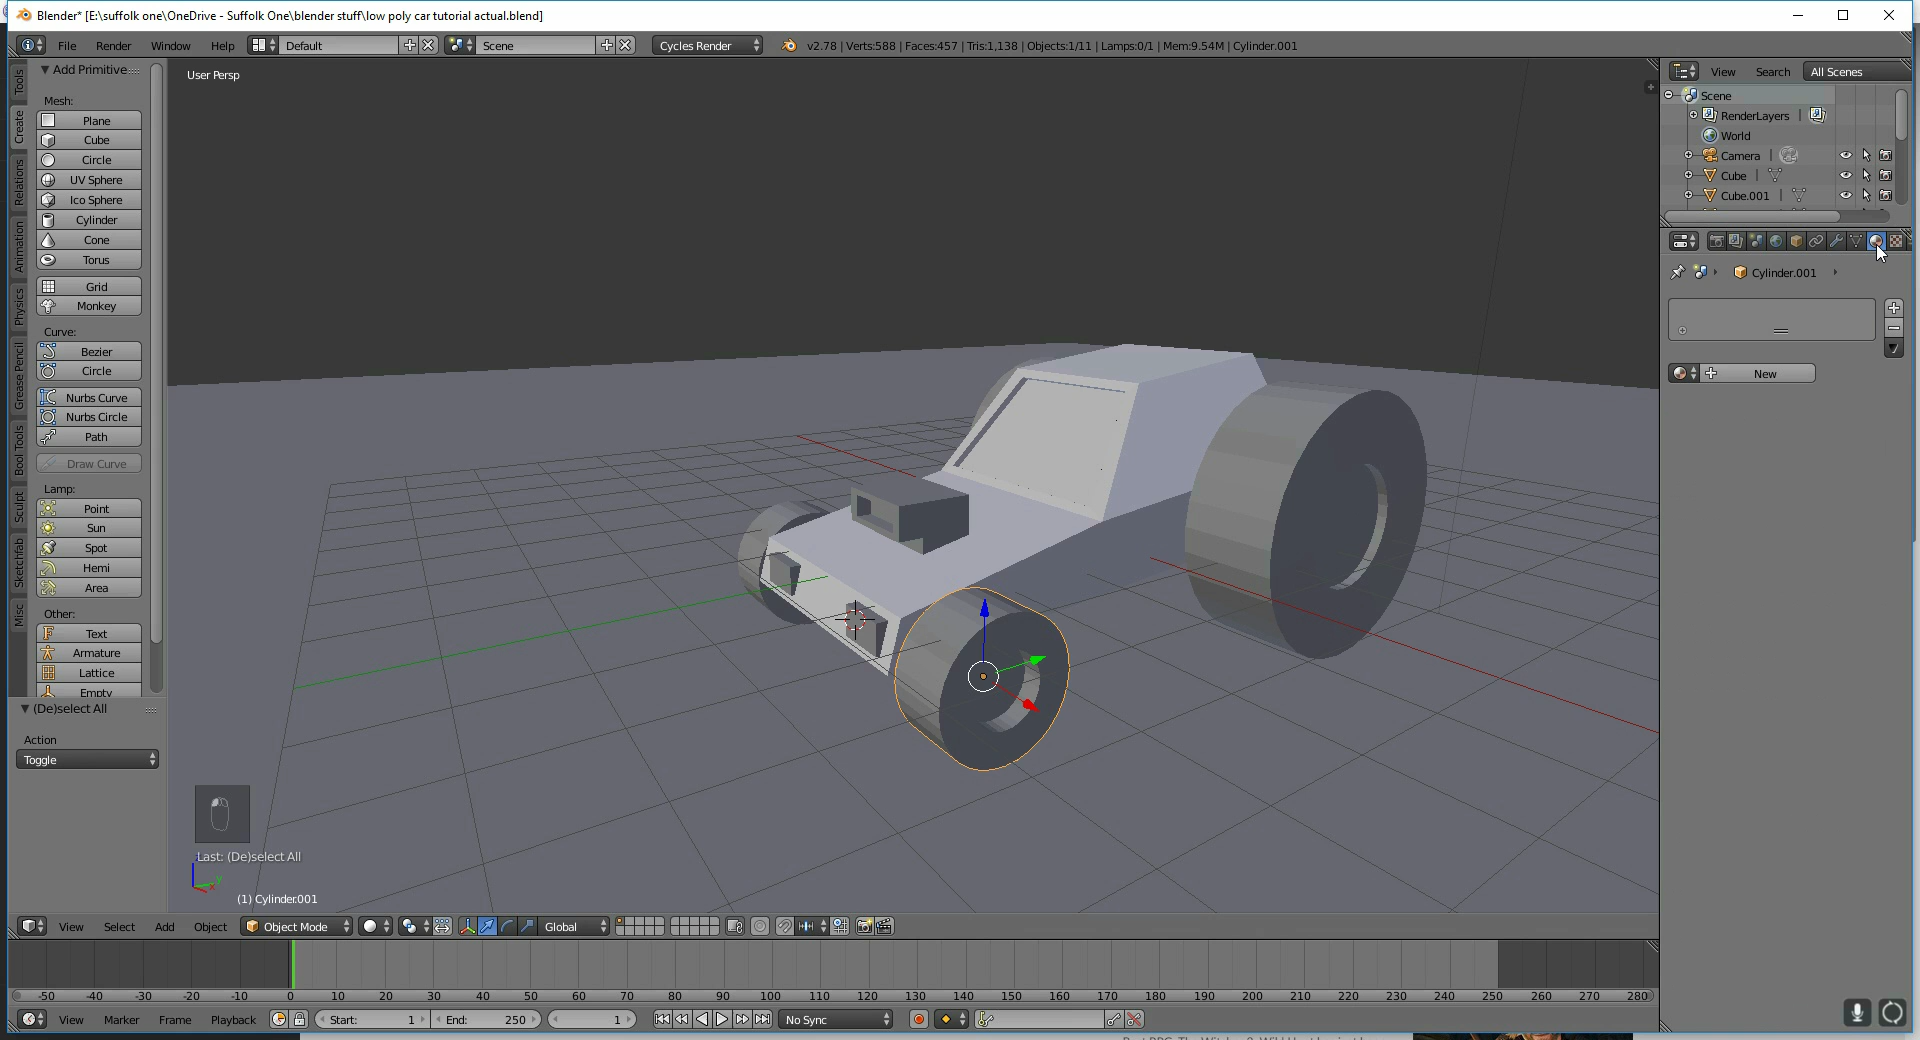 Blender* [E:\suffolk one\OneDrive - Suffolk One\blender stuff\low poly car tutorial actual.blend]
File Render Window Help Default Scene Cycles Render v2.78 | Verts:588 | Faces:457 | Tris:1,138 | Objects:1/11 | Lamps:0/1 | Mem:9.54M | Cylinder.001
Tools
Create
Relations
Animation
Physics
Grease Pencil
Bool Tools
Sculpt
Sketchfab
Misc
Add Primitive
Mesh:
Plane
Cube
Circle
UV Sphere
Ico Sphere
Cylinder
Cone
Torus
Grid
Monkey
Curve:
Bezier
Circle
Nurbs Curve
Nurbs Circle
Path
Draw Curve
Lamp:
Point
Sun
Spot
Hemi
Area
Other:
Text
Armature
Lattice
Empty
(De)select All
Action
Toggle
User Persp
Last: (De)select All
(1) Cylinder.001
View Search All Scenes
Scene
RenderLayers
World
Camera
Cube
Cube.001
Cylinder.001
New
View Select Add Object Object Mode Global
-50 -40 -30 -20 -10 0 10 20 30 40 50 60 70 80 90 100 110 120 130 140 150 160 170 180 190 200 210 220 230 240 250 260 270 280
View Marker Frame Playback Start: 1 End: 250 1 No Sync